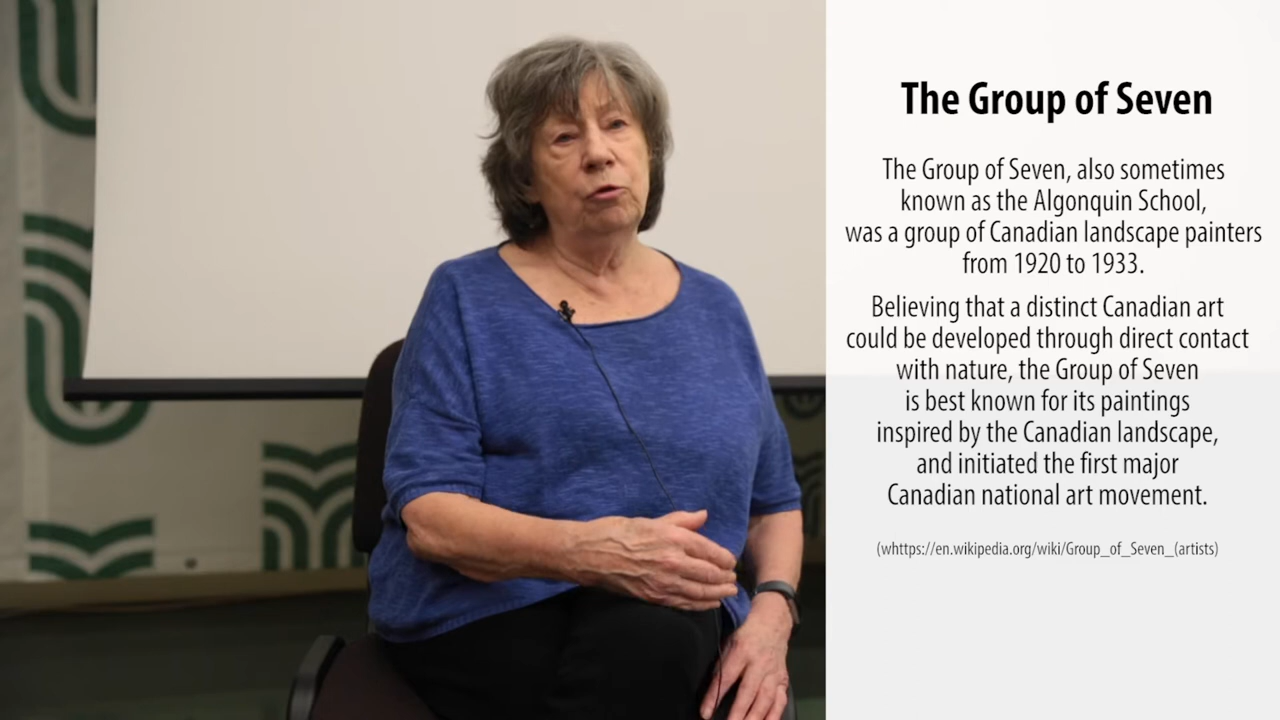 The Group of Seven
The Group of Seven, also sometimes
known as the Algonquin School,
was a group of Canadian landscape painters
from 1920 to 1933.
Believing that a distinct Canadian art
could be developed through direct contact
with nature, the Group of Seven
is best known for its paintings
inspired by the Canadian landscape,
and initiated the first major
Canadian national art movement.
(whttps://en.wikipedia.org/wiki/Group_of_Seven_(artists)